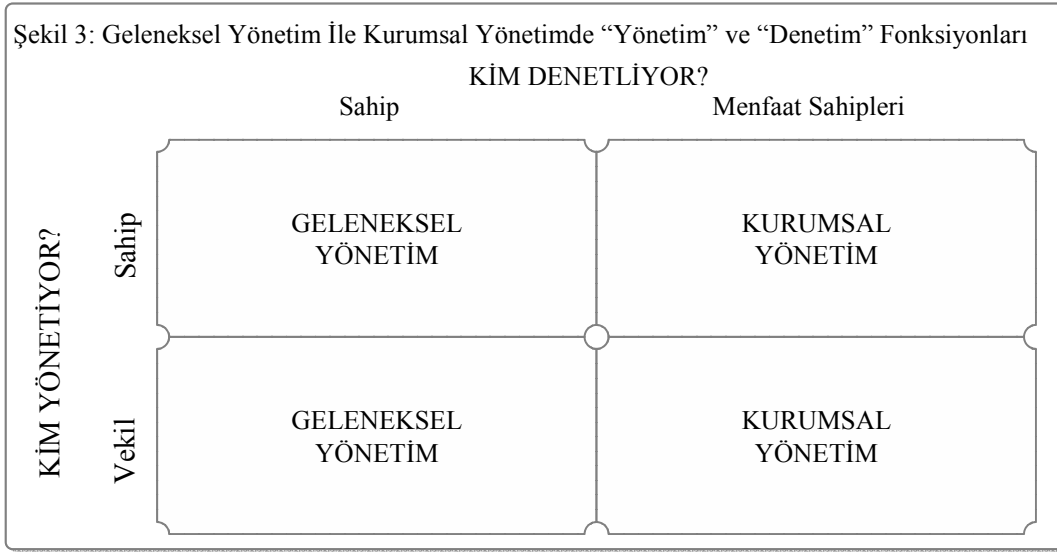 Şekil 3: Geleneksel Yönetim İle Kurumsal Yönetimde “Yönetim” ve “Denetim” Fonksiyonları
KİM DENETLİYOR?
Sahip Menfaat Sahipleri
KİM YÖNETİYOR?
Sahip
GELENEKSEL
YÖNETİM
KURUMSAL
YÖNETİM
Vekil
GELENEKSEL
YÖNETİM
KURUMSAL
YÖNETİM